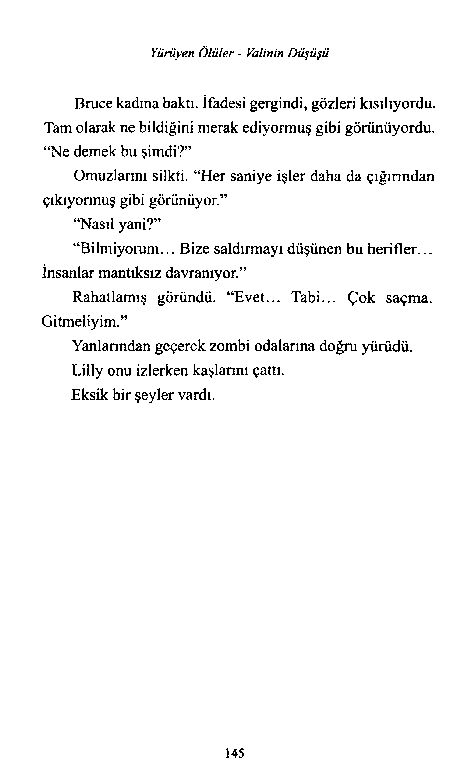 Yürüyen Ölüler - Valinin Düşüşü
Bruce kadına baktı. İfadesi gergindi, gözleri kısılıyordu.
Tam olarak ne bildiğini merak ediyormuş gibi görünüyordu.
“Ne demek bu şimdi?”
Omuzlarını silkti. “Her saniye işler daha da çığırından
çıkıyormuş gibi görünüyor.”
“Nasıl yani?”
“Bilmiyorum... Bize saldırmayı düşünen bu herifler...
İnsanlar mantıksız davranıyor.”
Rahatlamış göründü. “Evet... Tabi... Çok saçma.
Gitmeliyim.”
Yanlarından geçerek zombi odalarına doğru yürüdü.
Lilly onu izlerken kaşlarını çattı.
Eksik bir şeyler vardı.
145